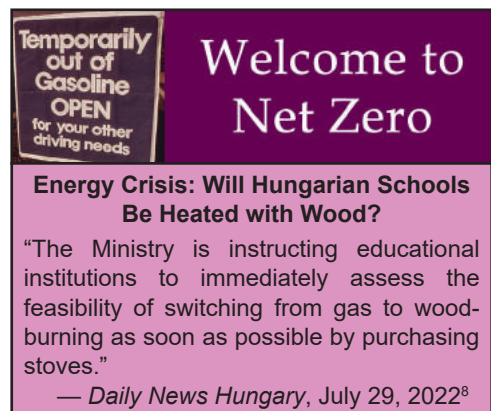 Temporarily
out of
Gasoline
OPEN
for your other
driving needs
Welcome to
Net Zero
Energy Crisis: Will Hungarian Schools
Be Heated with Wood?
“The Ministry is instructing educational
institutions to immediately assess the
feasibility of switching from gas to wood-
burning as soon as possible by purchasing
stoves.”
— Daily News Hungary, July 29, 2022⁸